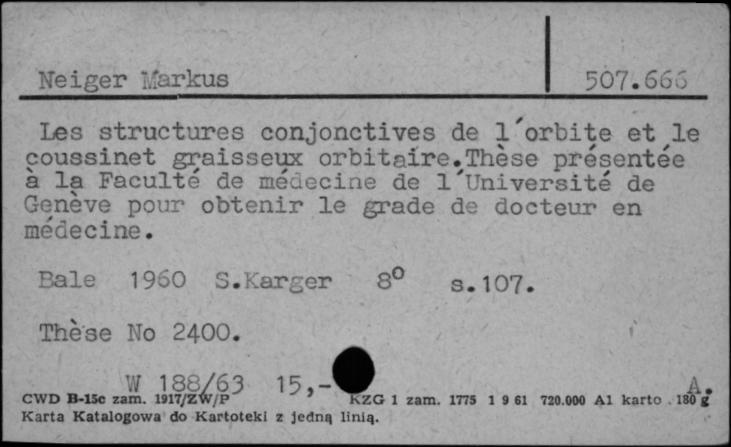 Neiger Markus 507.666
Les structures conjonctives de l'orbite et le
coussinet graisseux orbitaire.Thèse présentée
à la Faculté de médecine de l'Université de
Genève pour obtenir le grade de docteur en
médecine.
Bale 1960 S.Karger 8° s.107.
Thèse No 2400.
W 188/63 15,- A.
CWD B-15c zam. 1917/ZW/P KZG 1 zam. 1775 1 9 61 720.000 A1 karto . 180 g
Karta Katalogowa do Kartoteki z jedną linią.